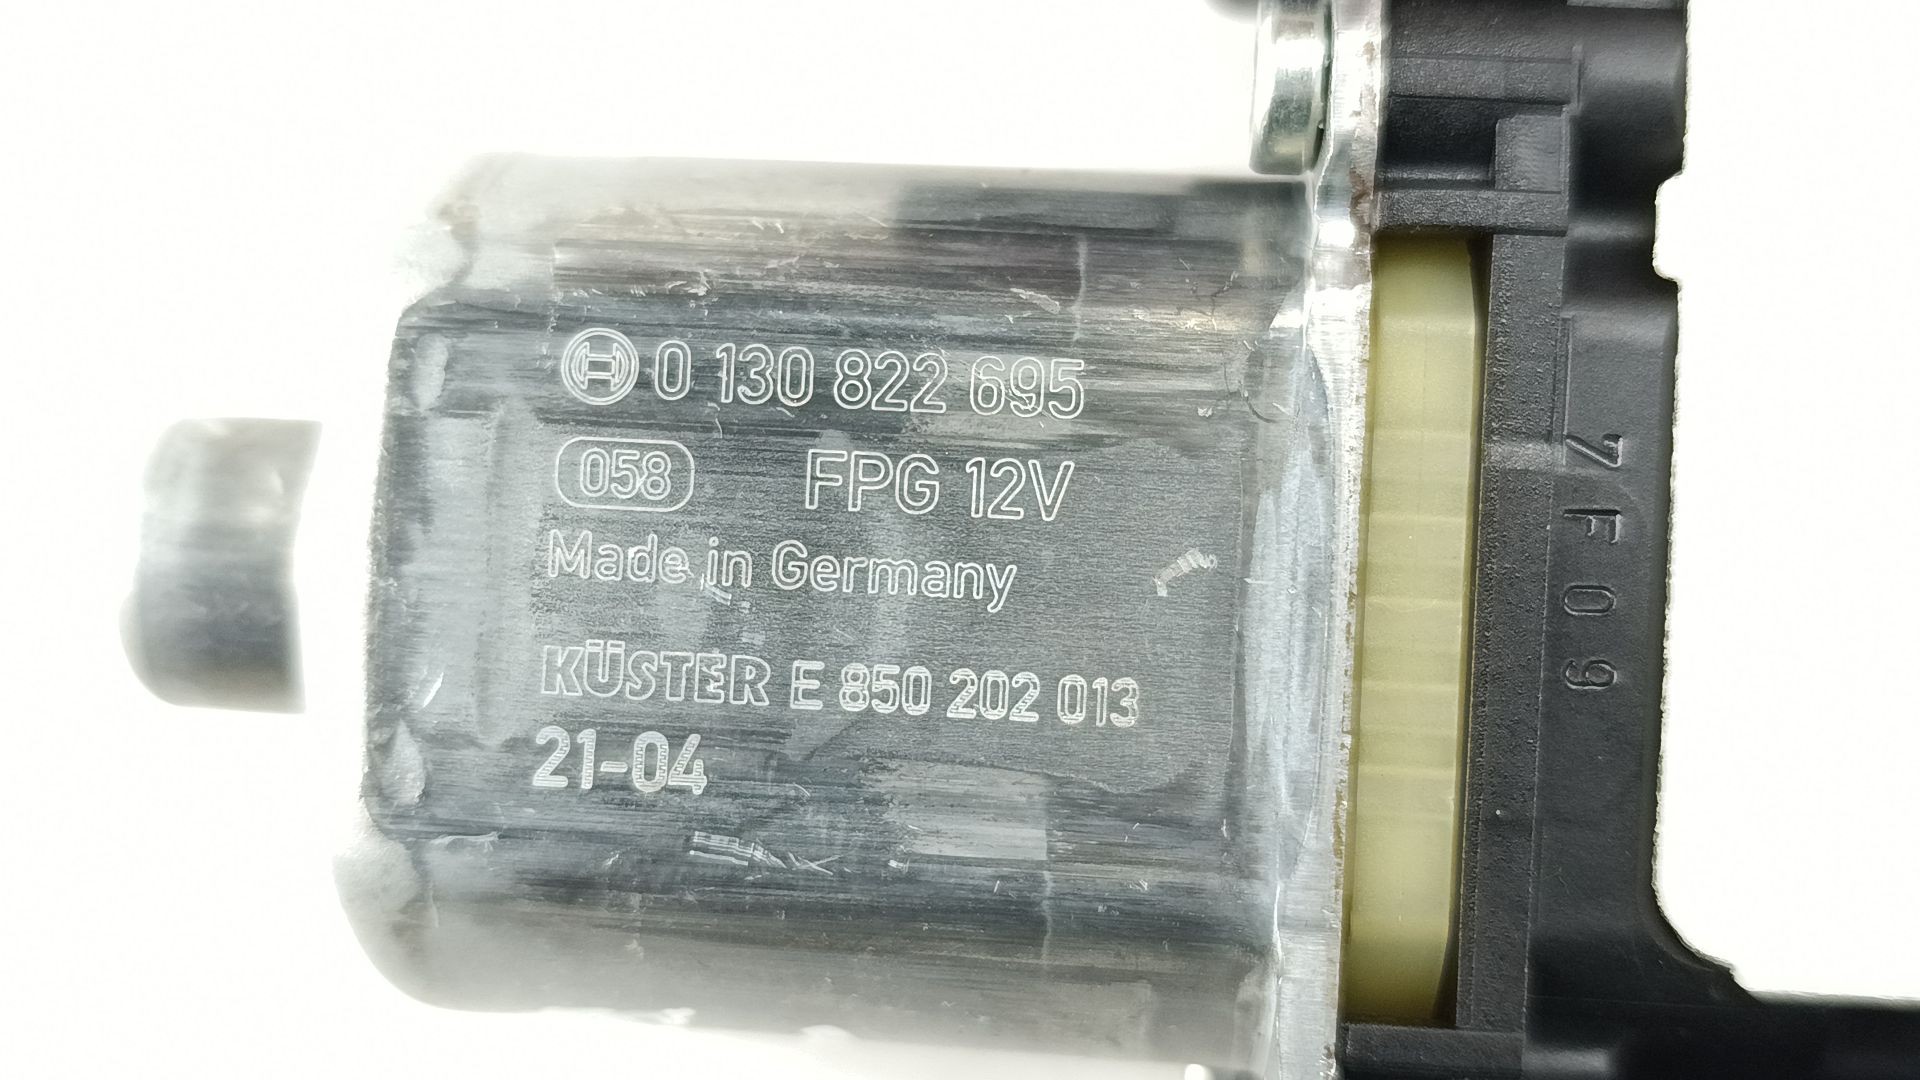 0 130 822 695
058 FPG 12V
Made in Germany
KÜSTER E 850 202 013
21-04
7F09